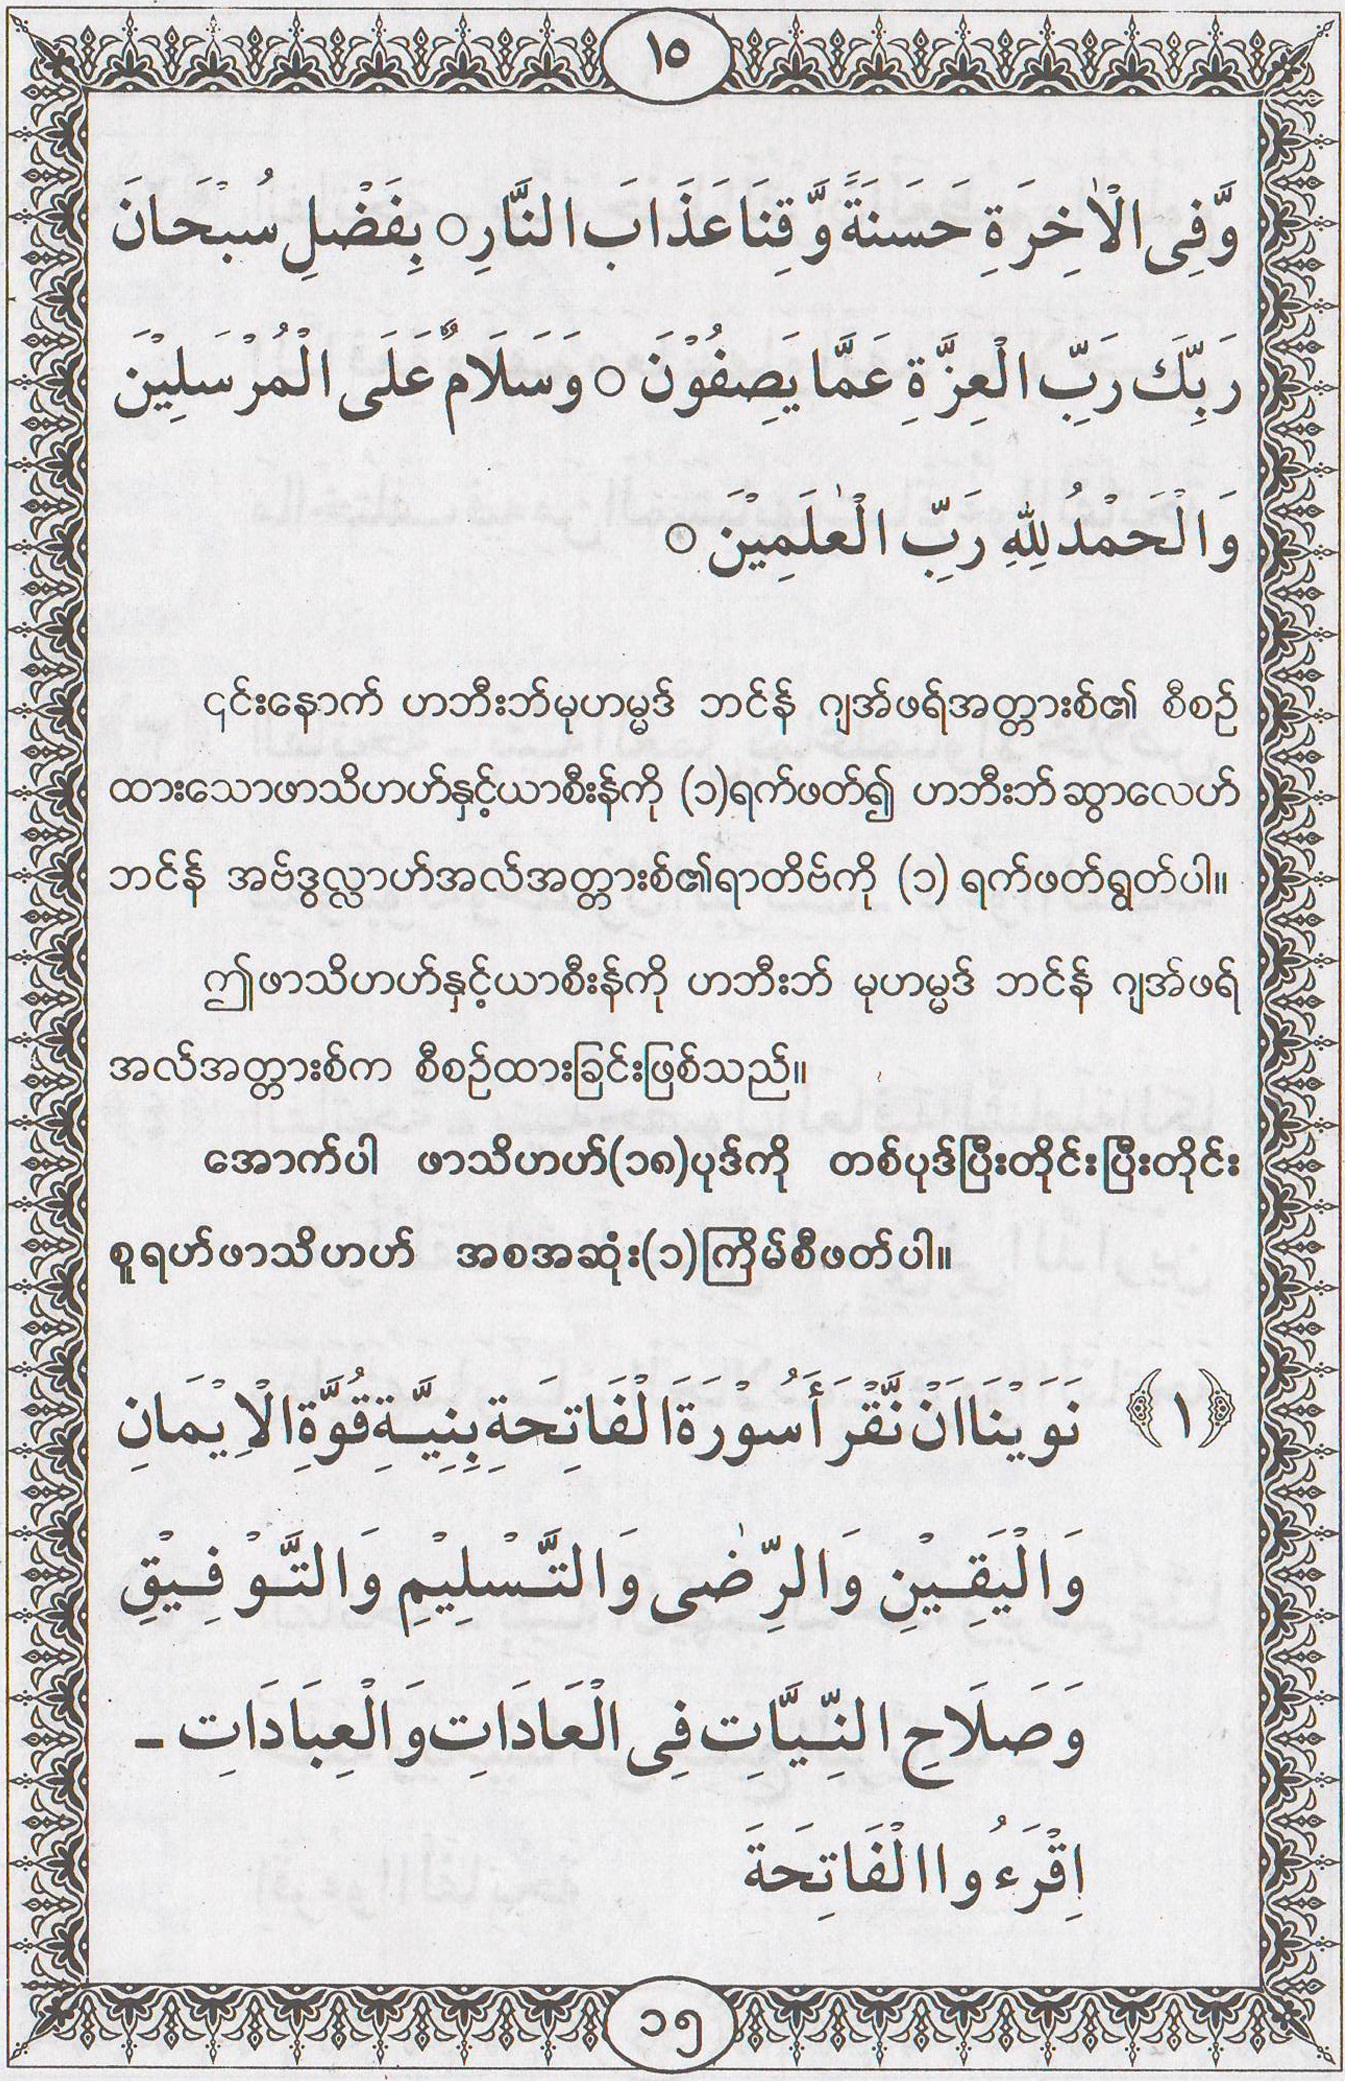 ١٥
وَّفِى الْاٰخِرَةِ حَسَنَةً وَّقِنَا عَذَابَ النَّارِ ○ بِفَضْلِ سُبْحَانَ
رَبِّكَ رَبِّ الْعِزَّةِ عَمَّا يَصِفُوْنَ ○ وَسَلَامٌ عَلَى الْمُرْسَلِيْنَ
وَالْحَمْدُ لِلّٰهِ رَبِّ الْعٰلَمِيْنَ ○
၎င်းနောက် ဟဘီးဘ်မုဟမ္မဒ် ဘင်န် ဂျအ်ဖရ်အတ္တားစ်၏ စီစဉ်
ထားသောဖာသိဟဟ်နှင့်ယာစီးန်ကို (၁)ရက်ဖတ်၍ ဟဘီးဘ်ဆွာလေဟ်
ဘင်န် အဗ်ဒွလ္လာဟ်အလ်အတ္တားစ်၏ရာတိဗ်ကို (၁) ရက်ဖတ်ရွတ်ပါ။
ဤဖာသိဟဟ်နှင့်ယာစီးန်ကို ဟဘီးဘ် မုဟမ္မဒ် ဘင်န် ဂျအ်ဖရ်
အလ်အတ္တားစ်က စီစဉ်ထားခြင်းဖြစ်သည်။
အောက်ပါ ဖာသိဟဟ်(၁၈)ပုဒ်ကို တစ်ပုဒ်ပြီးတိုင်းပြီးတိုင်း
စူရဟ်ဖာသိဟဟ် အစအဆုံး(၁)ကြိမ်စီဖတ်ပါ။
﴿١﴾ نَوَيْنَا اَنْ نَّقْرَأَ سُوْرَةَ الْفَاتِحَةِ بِنِيَّةِ قُوَّةِ الْاِيْمَانِ
وَالْيَقِيْنِ وَالرِّضٰى وَالتَّسْلِيْمِ وَالتَّوْفِيْقِ
وَصَلَاحِ النِّيَّاتِ فِى الْعَادَاتِ وَالْعِبَادَاتِ ـ
اِقْرَءُوا الْفَاتِحَةَ
၁၅